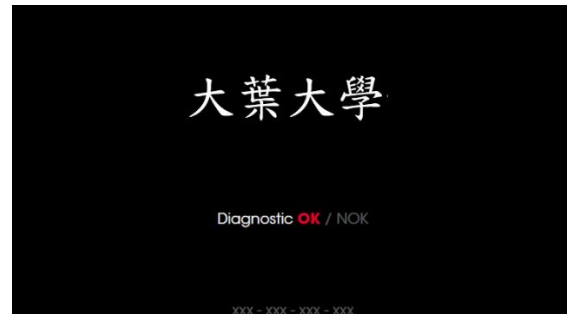 大葉大學
Diagnostic OK / NOK
xxx - xxx - xxx - xxx